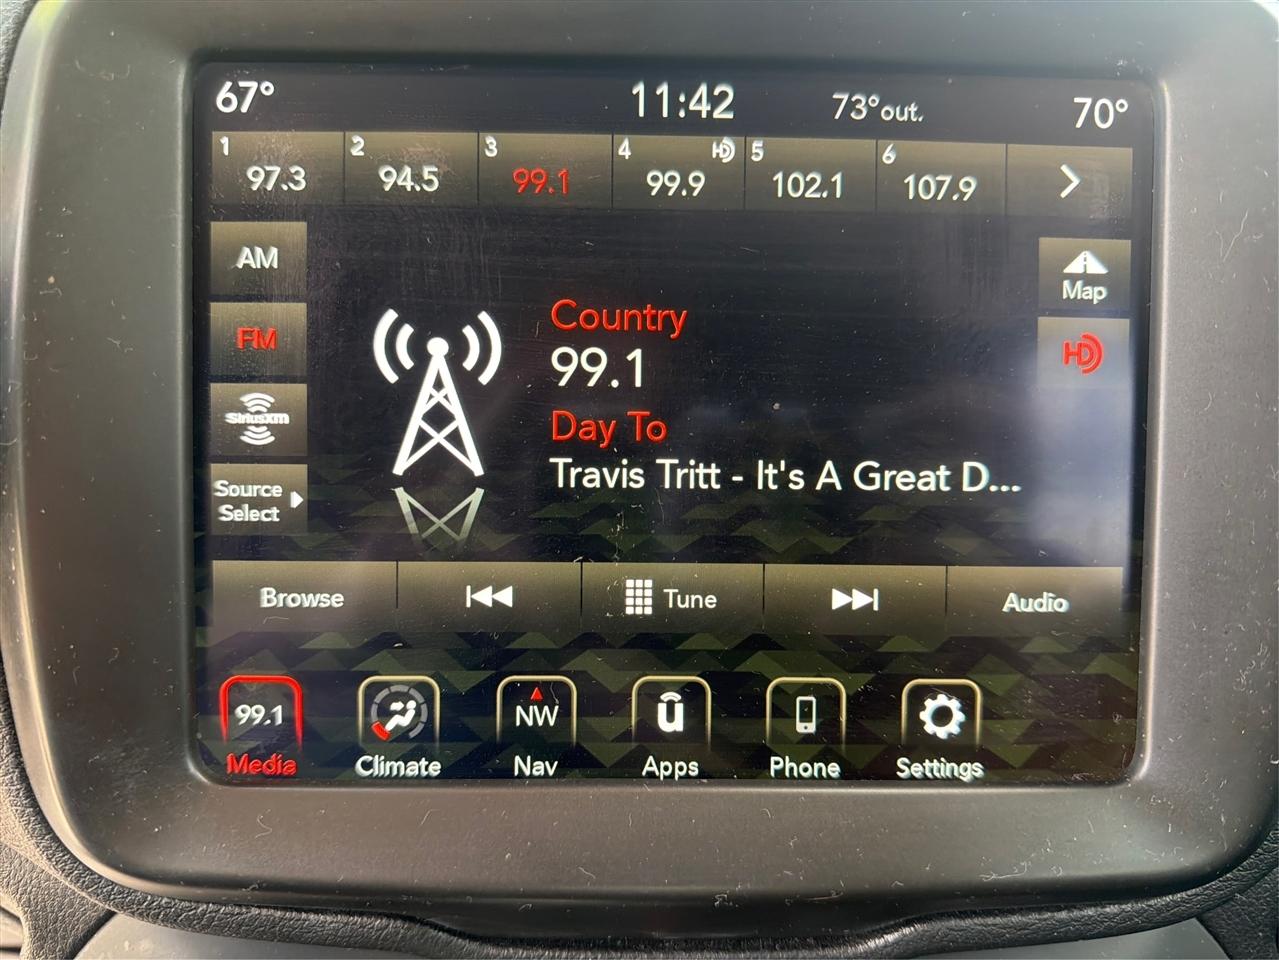 67° 11:42 73°out. 70°
1 2 3 4 HD 5 6
97.3 94.5 99.1 99.9 102.1 107.9
AM
Map
FM
HD
SiriusXM
Source
Select
Country
99.1
Day To
Travis Tritt - It's A Great D...
Browse Tune Audio
99.1 NW u
Media Climate Nav Apps Phone Settings